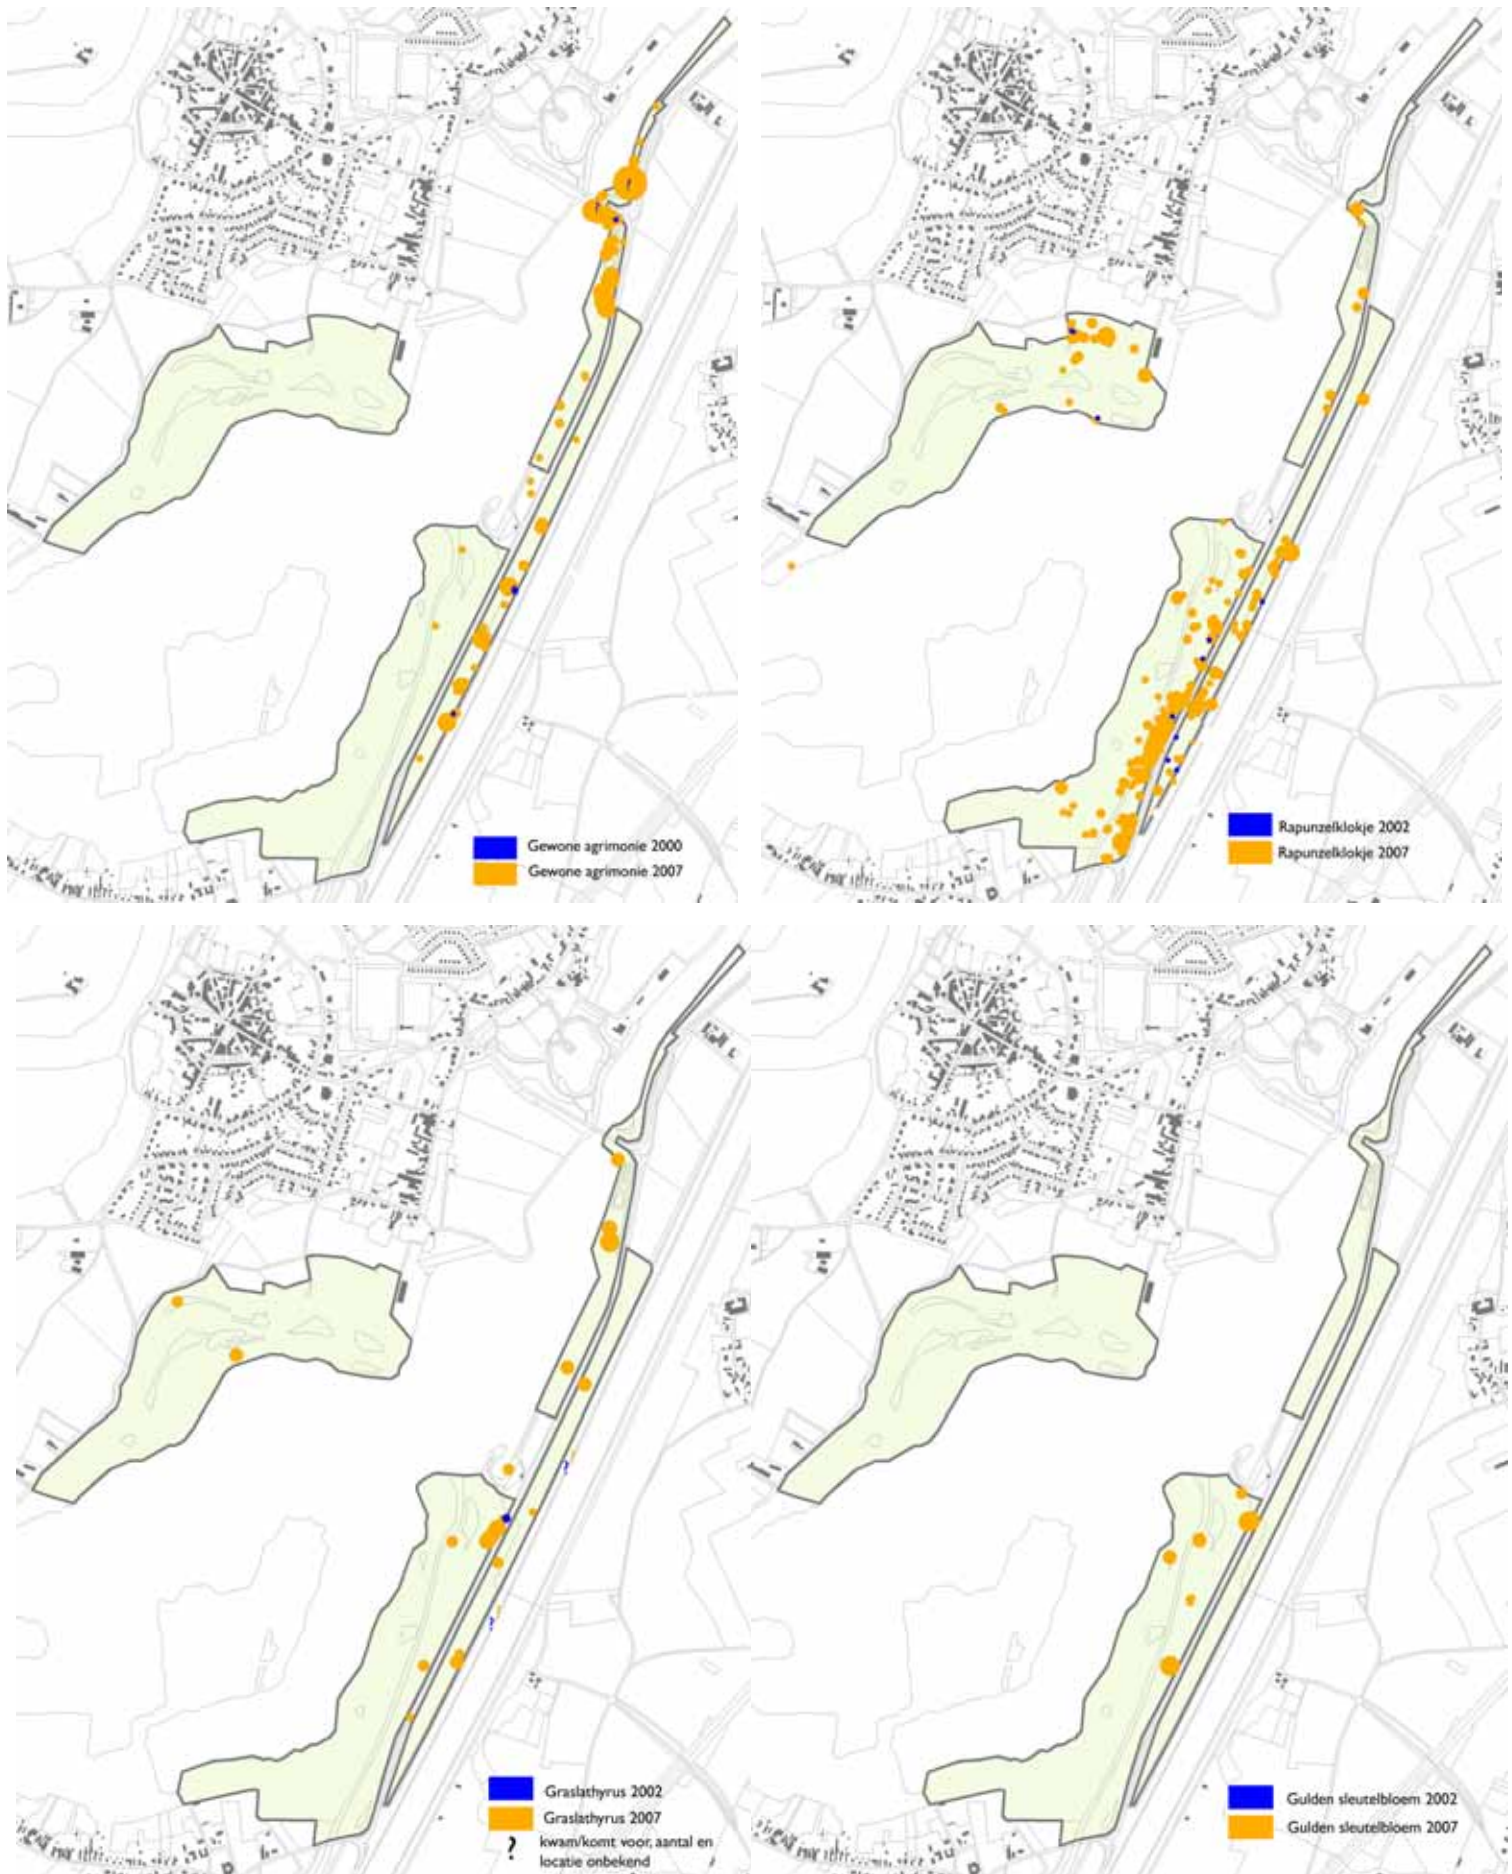 Gewone agrimonie 2000
Gewone agrimonie 2007
Rapunzelklokje 2002
Rapunzelklokje 2007
?
?
Graslathyrus 2002
Graslathyrus 2007
? kwam/komt voor, aantal en
locatie onbekend
Gulden sleutelbloem 2002
Gulden sleutelbloem 2007